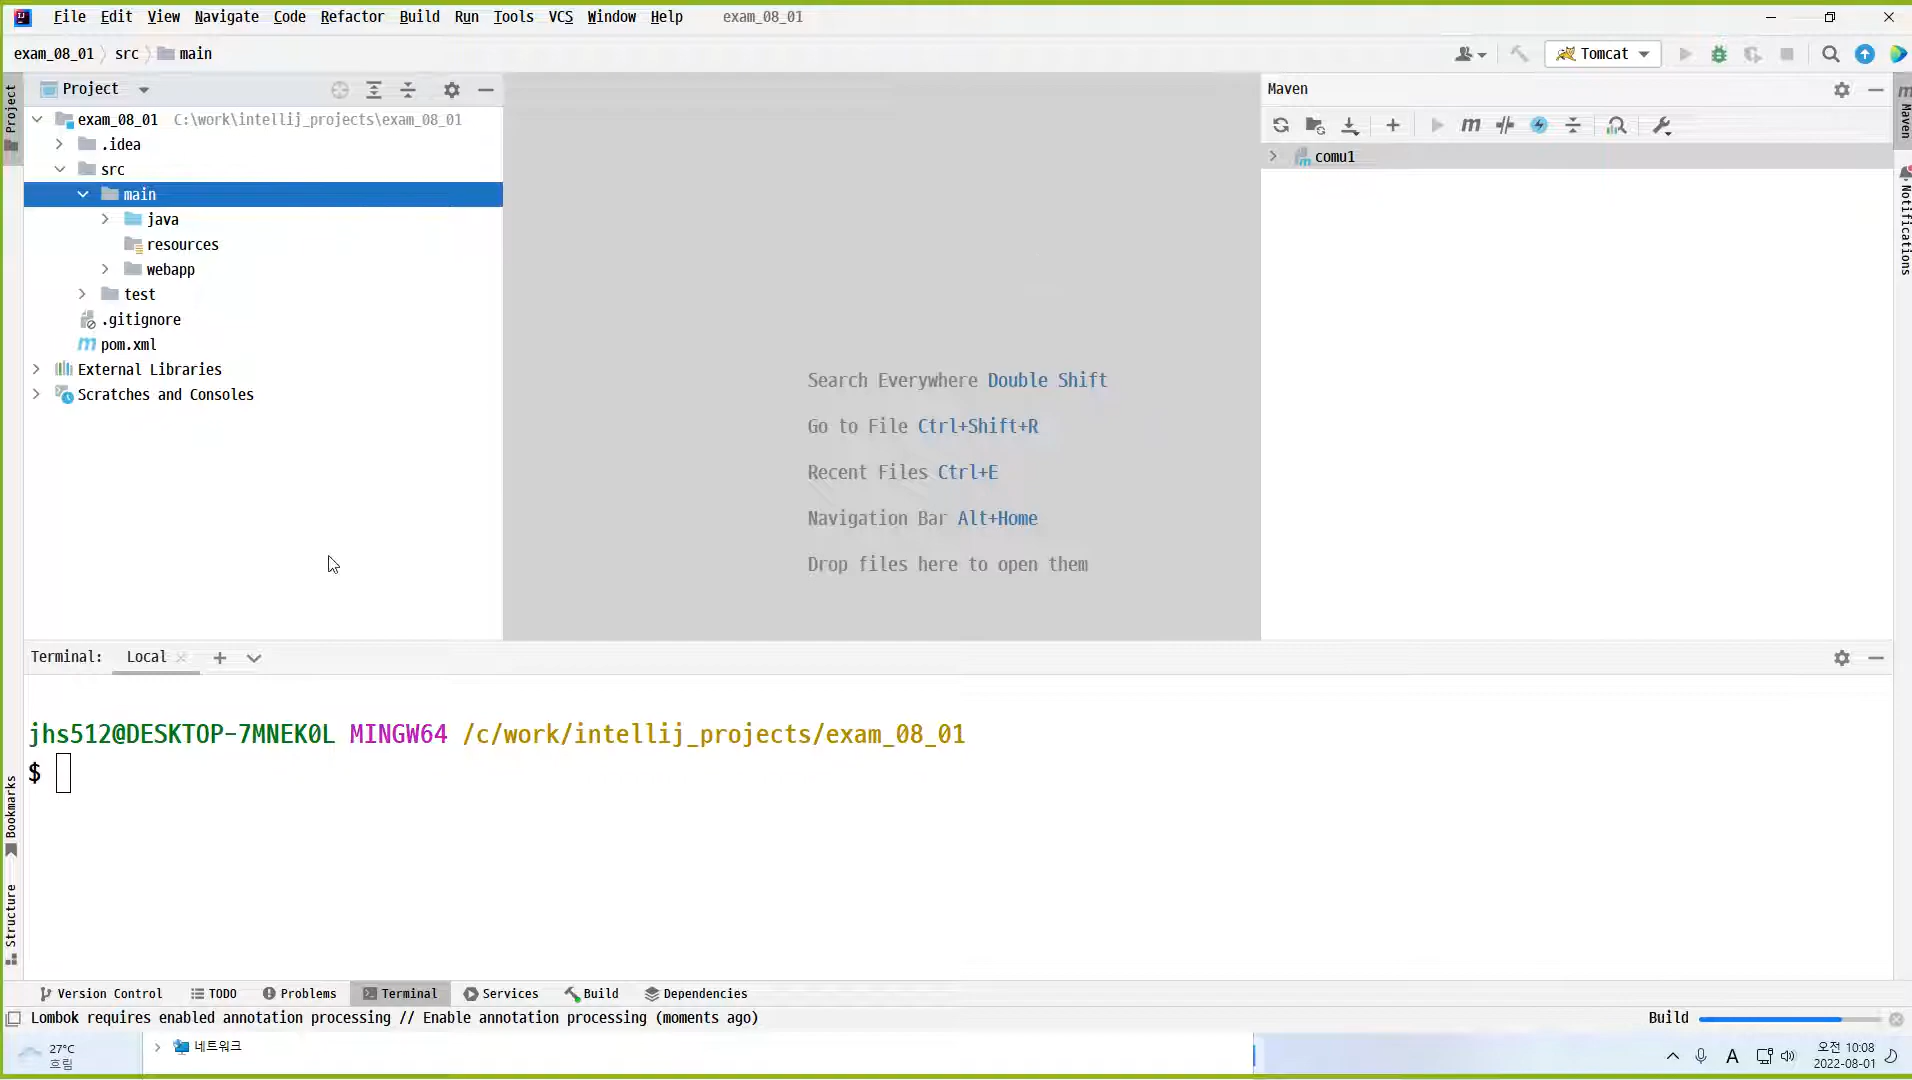 File Edit View Navigate Code Refactor Build Run Tools VCS Window Help exam_08_01
exam_08_01 src main
Tomcat
Project
exam_08_01 C:\work\intellij_projects\exam_08_01
.idea
src
main
java
resources
webapp
test
.gitignore
pom.xml
External Libraries
Scratches and Consoles
Project
Bookmarks
Structure
Search Everywhere Double Shift
Go to File Ctrl+Shift+R
Recent Files Ctrl+E
Navigation Bar Alt+Home
Drop files here to open them
Maven
comu1
Maven
Notifications
Terminal: Local
jhs512@DESKTOP-7MNEK0L MINGW64 /c/work/intellij_projects/exam_08_01
$
Version Control TODO Problems Terminal Services Build Dependencies
Lombok requires enabled annotation processing // Enable annotation processing (moments ago)
Build
27°C
흐림
네트워크
A
오전 10:08
2022-08-01